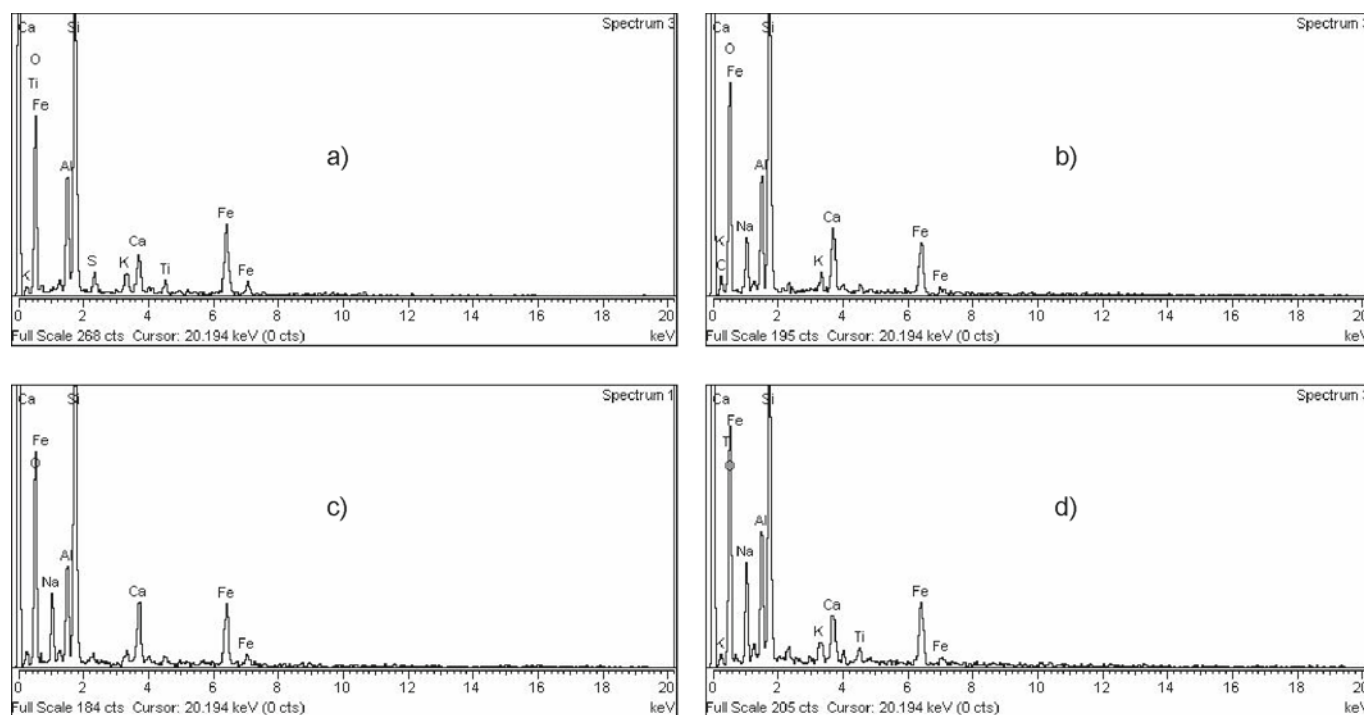 Ca Si Spectrum 3
O
Ti
Fe
a)
Al
Fe
Ca
S K Ti Fe
K
0 2 4 6 8 10 12 14 16 18 20
Full Scale 268 cts Cursor: 20.194 keV (0 cts) keV
Ca Si
O
Fe
b)
Al
Na Ca
K Fe
C K Fe
0 2 4 6 8 10 12 14 16 18 20
Full Scale 195 cts Cursor: 20.194 keV (0 cts) keV
Ca Si Spectrum 1
Fe
O
c)
Al
Na Ca Fe
Fe
0 2 4 6 8 10 12 14 16 18 20
Full Scale 184 cts Cursor: 20.194 keV (0 cts) keV
Ca Si
Fe
T
O
d)
Al
Na
Ca Fe
K Ti
K Fe
0 2 4 6 8 10 12 14 16 18 20
Full Scale 205 cts Cursor: 20.194 keV (0 cts) keV